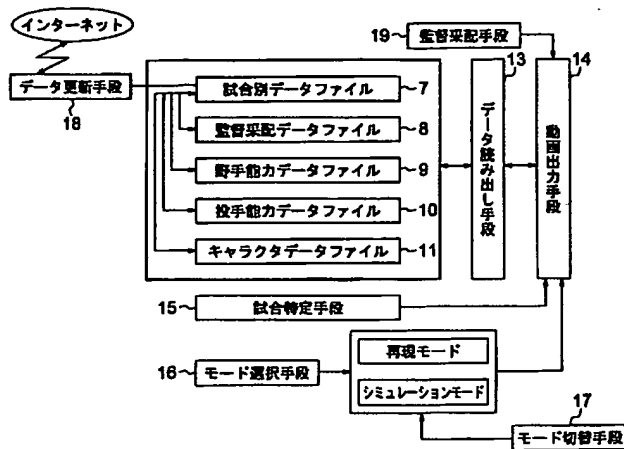 インターネット
データ更新手段
18
試合別データファイル
7
監督采配データファイル
8
野手能力データファイル
9
投手能力データファイル
10
キャラクタデータファイル
11
19
監督采配手段
13
データ読み出し手段
14
動画出力手段
15
試合特定手段
16
モード選択手段
再現モード
シミュレーションモード
17
モード切替手段